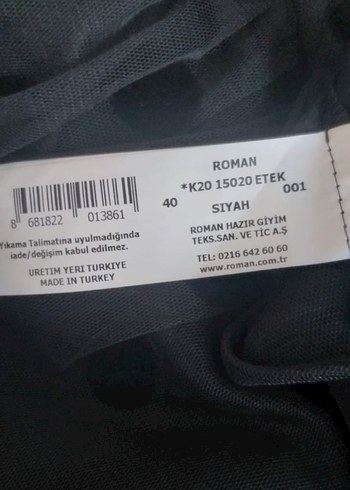 ROMAN
*K20 15020 ETEK
40 001
SIYAH
ROMAN HAZIR GİYİM
TEKS.SAN. VE TİC A.Ş
TEL: 0216 642 60 60
www.roman.com.tr
8 681822 013861
Yıkama Talimatına uyulmadığında
iade/değişim kabul edilmez.
URETIM YERI TURKIYE
MADE IN TURKEY